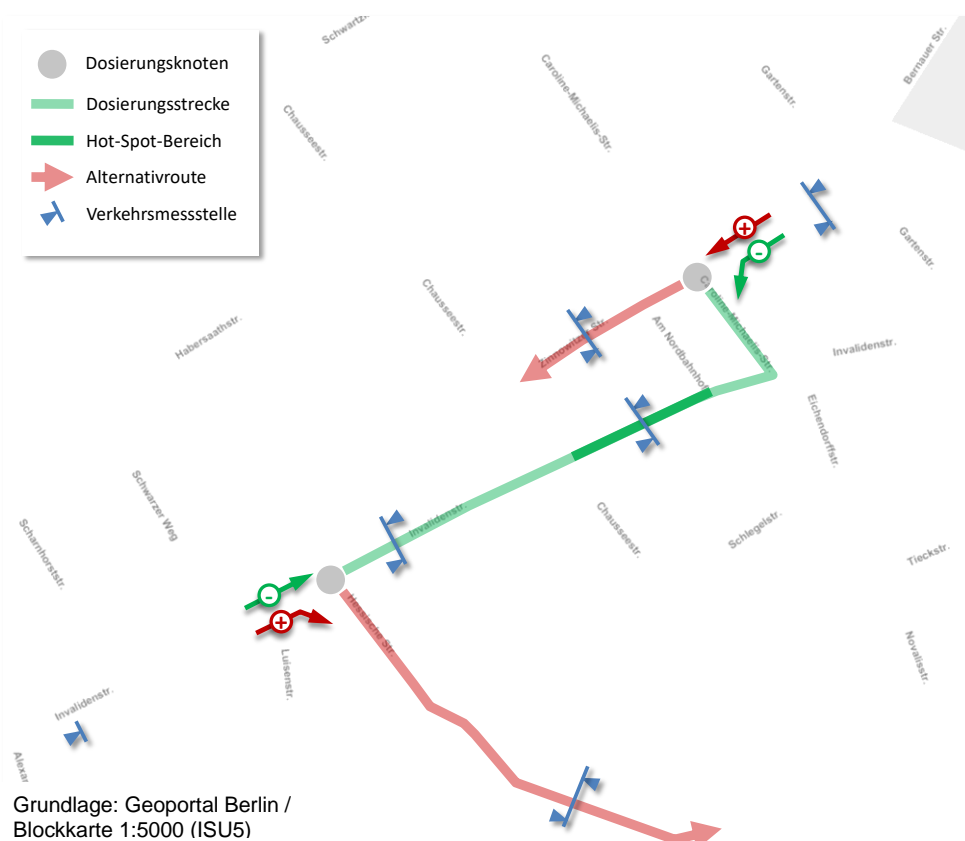 Dosierungsknoten
Dosierungsstrecke
Hot-Spot-Bereich
Alternativroute
Verkehrsmessstelle
Chausseestr.
Caroline-Michaelis-Str.
Gartenstr.
Bernauer Str.
Gartenstr.
Habersaathstr.
Chausseestr.
Zinnowitzer Str.
Am Nordbahnhof
Caroline-Michaelis-Str.
Invalidenstr.
Eichendorffstr.
Schwarzer Weg
Scharnhorststr.
Invalidenstr.
Chausseestr.
Schlegelstr.
Tieckstr.
+
-
-
+
Hessische Str.
Luisenstr.
Novalisstr.
Invalidenstr.
Grundlage: Geoportal Berlin /
Blockkarte 1:5000 (ISU5)